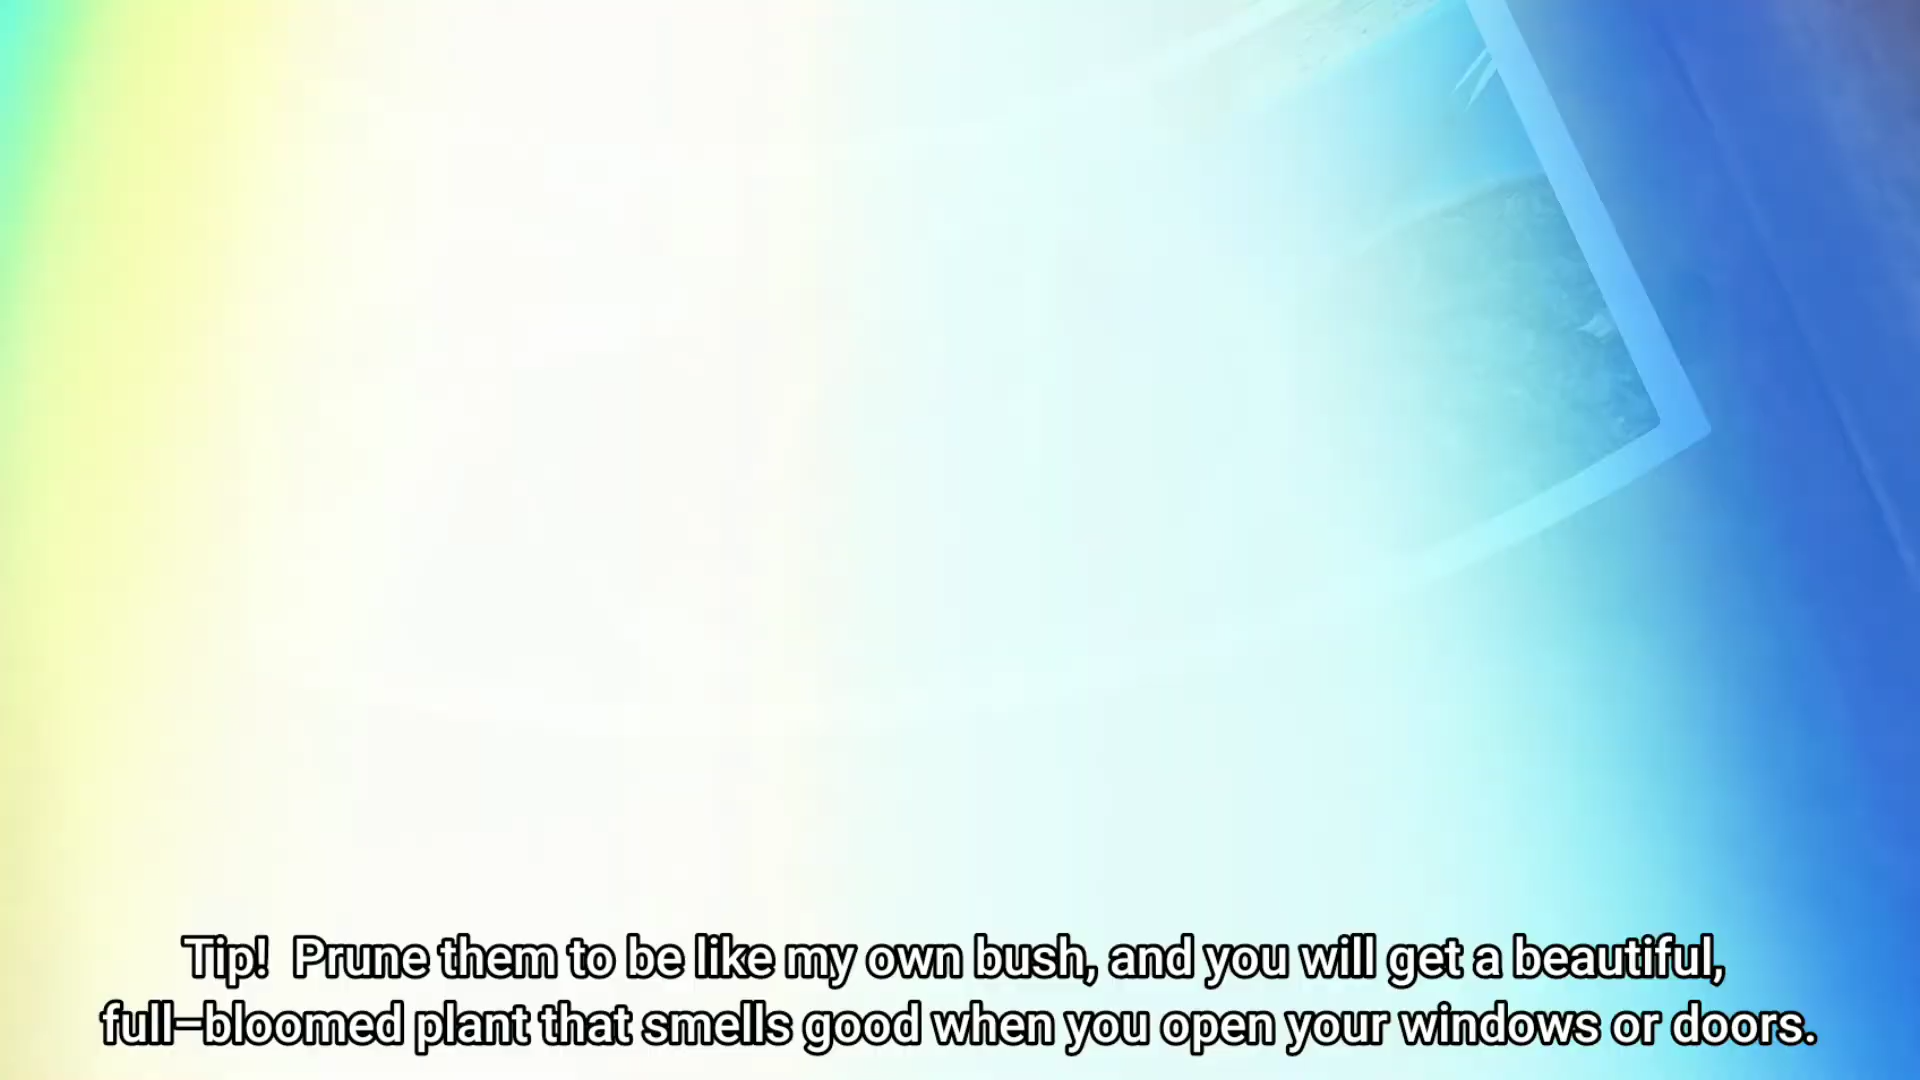 Tip!  Prune them to be like my own bush, and you will get a beautiful,
full-bloomed plant that smells good when you open your windows or doors.